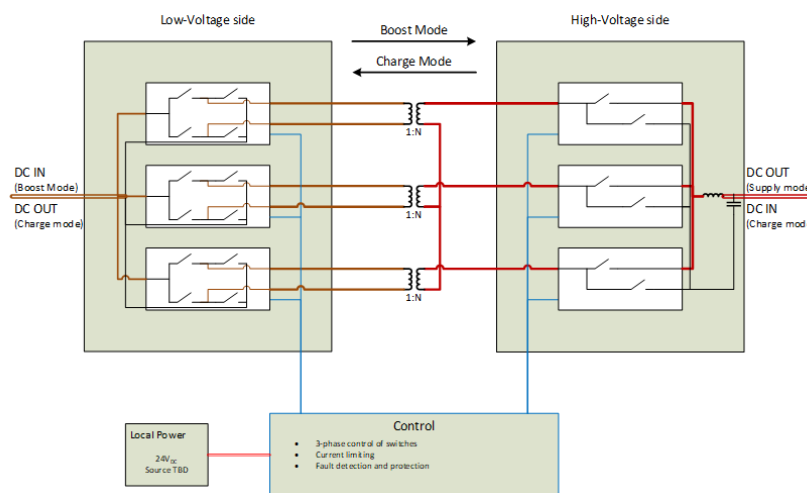 Low-Voltage side
Boost Mode
Charge Mode
High-Voltage side
1:N
1:N
1:N
DC IN
(Boost Mode)
DC OUT
(Charge mode)
DC OUT
(Supply mode
DC IN
(Charge mod
Local Power
24VDC
Source TBD
Control
• 3-phase control of switches
• Current limiting
• Fault detection and protection